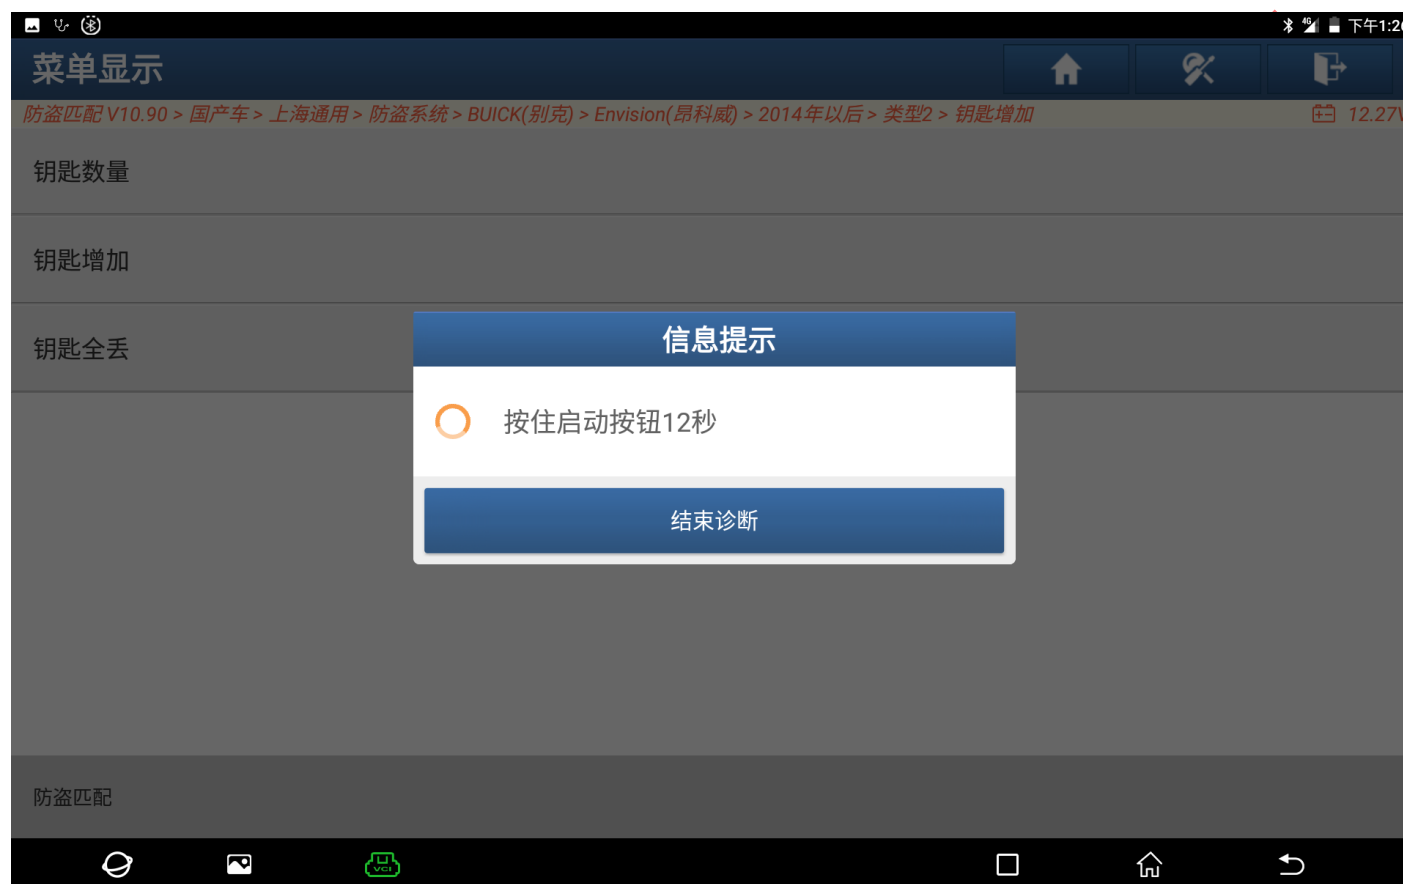 4G 下午1:2
菜单显示
防盗匹配 V10.90 > 国产车 > 上海通用 > 防盗系统 > BUICK(别克) > Envision(昂科威) > 2014年以后 > 类型2 > 钥匙增加 12.27V
钥匙数量
钥匙增加
钥匙全丢
信息提示
按住启动按钮12秒
结束诊断
防盗匹配
VCI